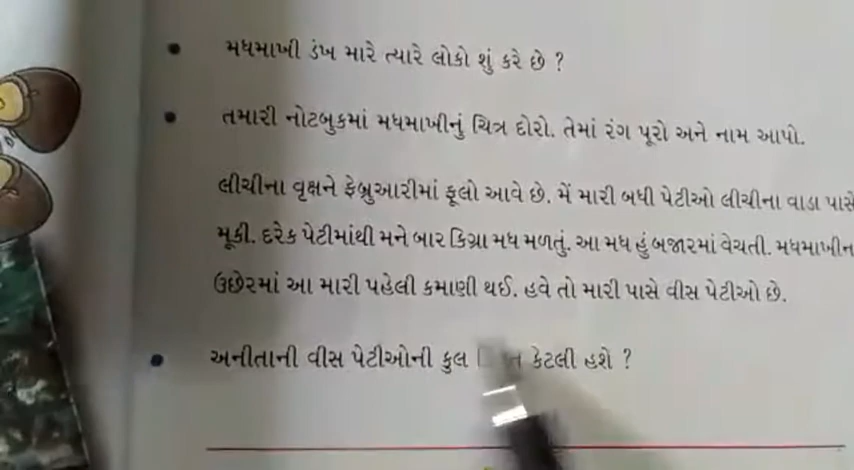 • મધમાખી ડંખ મારે ત્યારે લોકો શું કરે છે ?
• તમારી નોટબુકમાં મધમાખીનું ચિત્ર દોરો. તેમાં રંગ પૂરો અને નામ આપો.
લીચીના વૃક્ષને ફેબ્રુઆરીમાં ફૂલો આવે છે. મેં મારી બધી પેટીઓ લીચીના વાડા પાસે
મૂકી. દરેક પેટીમાંથી મને બાર કિગ્રા મધ મળતું. આ મધ હું બજારમાં વેચતી.
ઉછેરમાં આ મારી પહેલી કમાણી થઈ. હવે તો મારી પાસે વીસ પેટીઓ છે.
• અનીતાની વીસ પેટીઓની કુલ કેટલી હશે ?